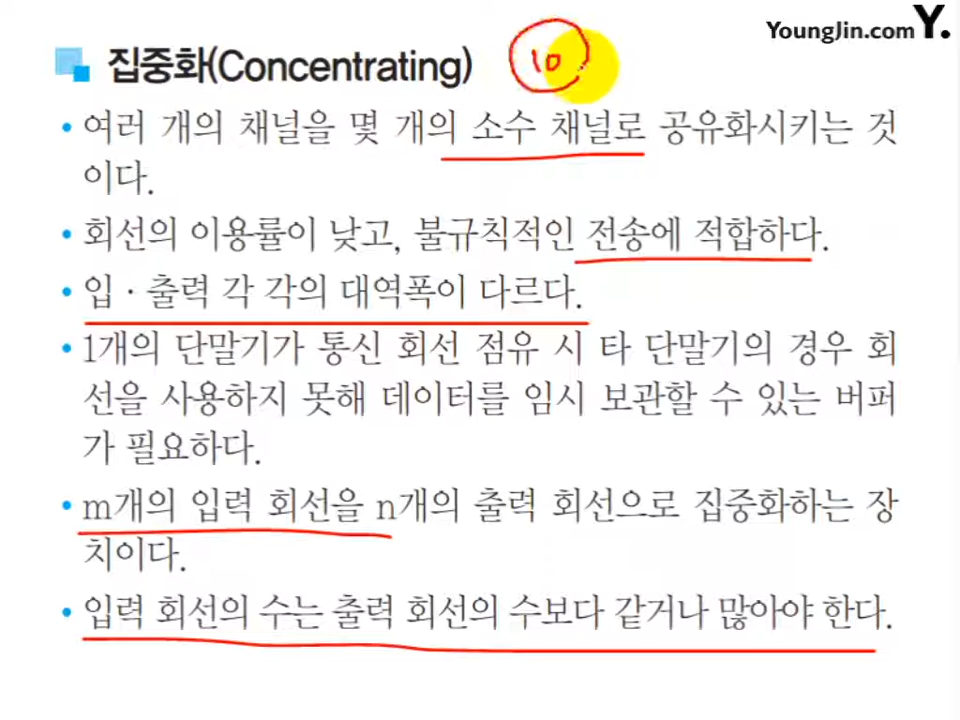 YoungJin.com Y.
집중화(Concentrating) 10
• 여러 개의 채널을 몇 개의 소수 채널로 공유화시키는 것
이다.
• 회선의 이용률이 낮고, 불규칙적인 전송에 적합하다.
• 입 · 출력 각 각의 대역폭이 다르다.
• 1개의 단말기가 통신 회선 점유 시 타 단말기의 경우 회
선을 사용하지 못해 데이터를 임시 보관할 수 있는 버퍼
가 필요하다.
• m개의 입력 회선을 n개의 출력 회선으로 집중화하는 장
치이다.
• 입력 회선의 수는 출력 회선의 수보다 같거나 많아야 한다.